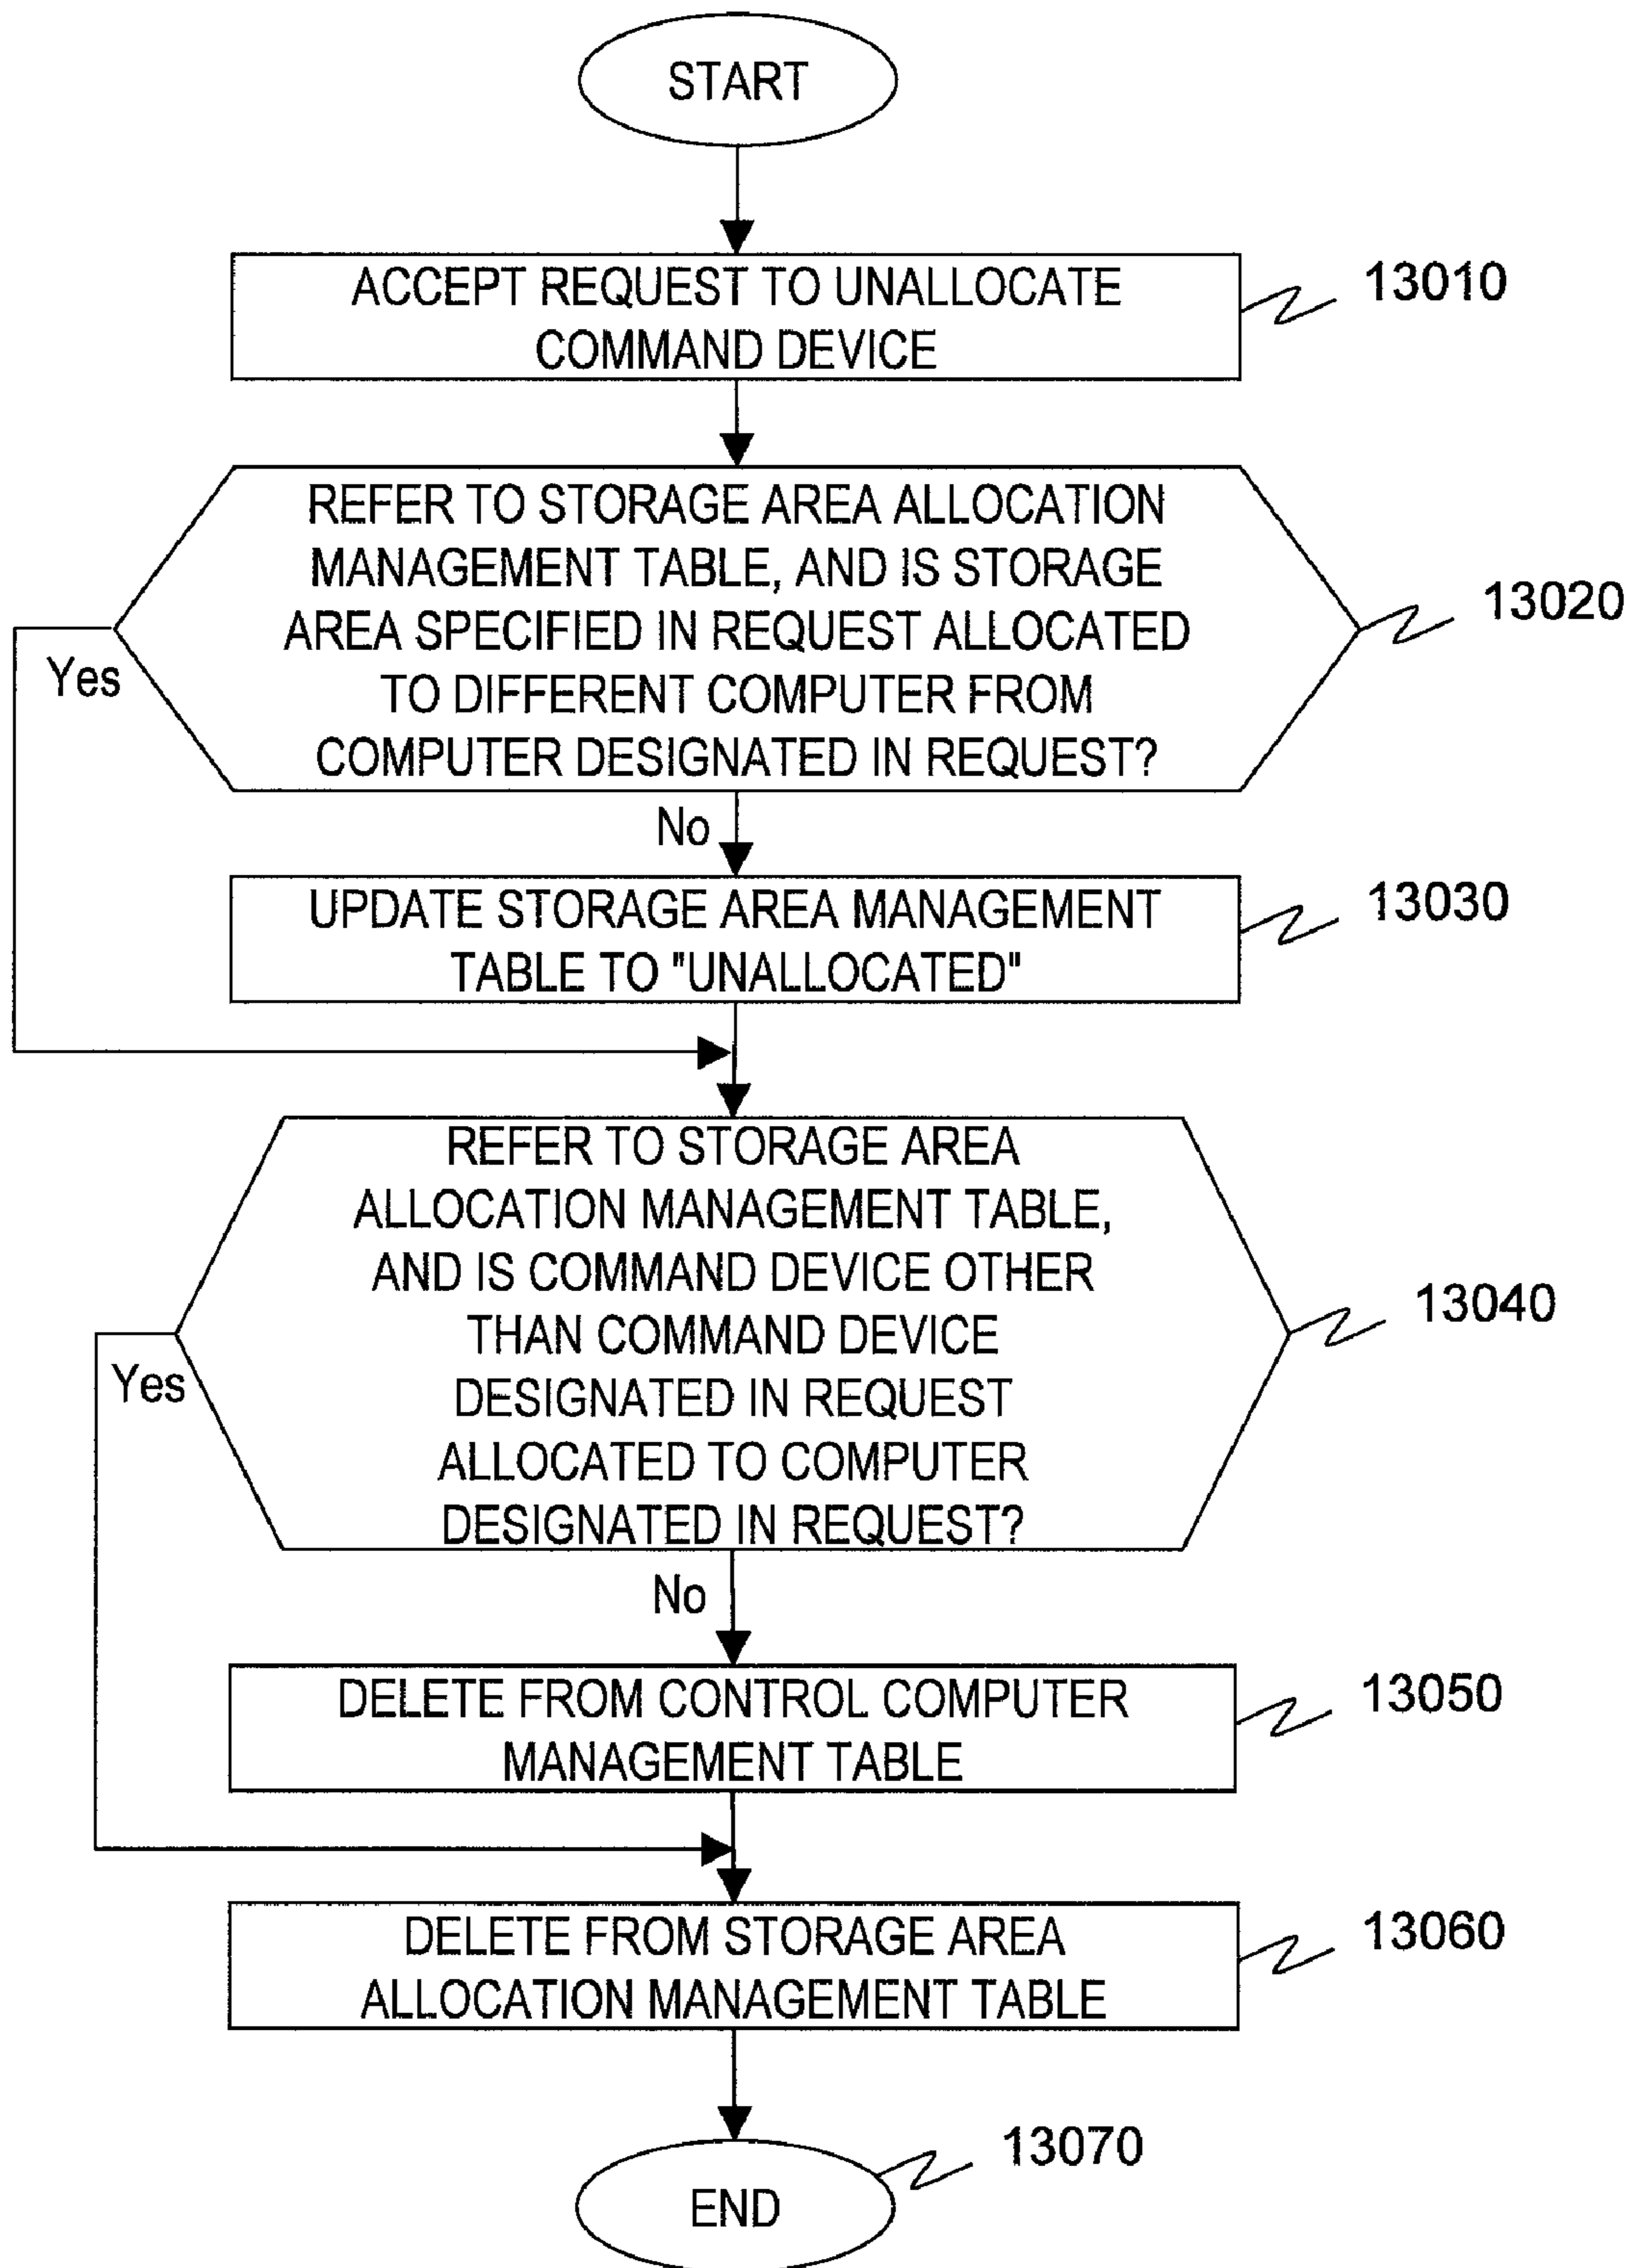 START
ACCEPT REQUEST TO UNALLOCATE
COMMAND DEVICE
13010
REFER TO STORAGE AREA ALLOCATION
MANAGEMENT TABLE, AND IS STORAGE
AREA SPECIFIED IN REQUEST ALLOCATED
TO DIFFERENT COMPUTER FROM
COMPUTER DESIGNATED IN REQUEST?
13020
Yes
No
UPDATE STORAGE AREA MANAGEMENT
TABLE TO "UNALLOCATED"
13030
REFER TO STORAGE AREA
ALLOCATION MANAGEMENT TABLE,
AND IS COMMAND DEVICE OTHER
THAN COMMAND DEVICE
DESIGNATED IN REQUEST
ALLOCATED TO COMPUTER
DESIGNATED IN REQUEST?
13040
Yes
No
DELETE FROM CONTROL COMPUTER
MANAGEMENT TABLE
13050
DELETE FROM STORAGE AREA
ALLOCATION MANAGEMENT TABLE
13060
END
13070